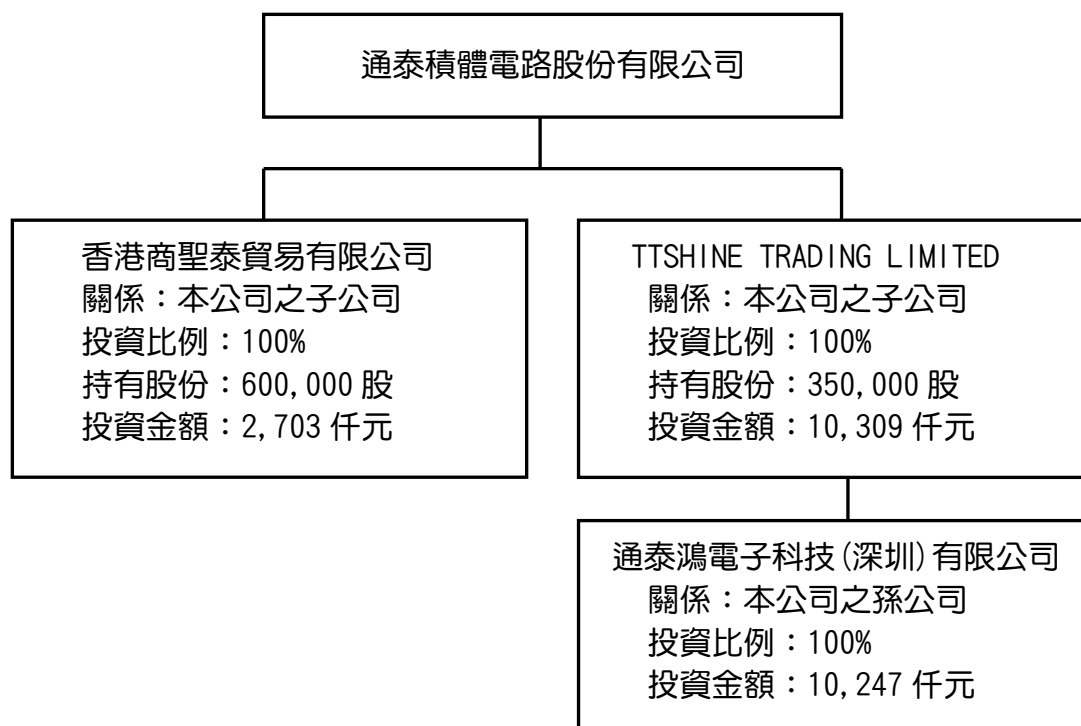 通泰積體電路股份有限公司
香港商聖泰貿易有限公司
關係：本公司之子公司
投資比例：100%
持有股份：600,000 股
投資金額：2,703 仟元
TTSHINE TRADING LIMITED
關係：本公司之子公司
投資比例：100%
持有股份：350,000 股
投資金額：10,309 仟元
通泰鴻電子科技(深圳)有限公司
關係：本公司之孫公司
投資比例：100%
投資金額：10,247 仟元